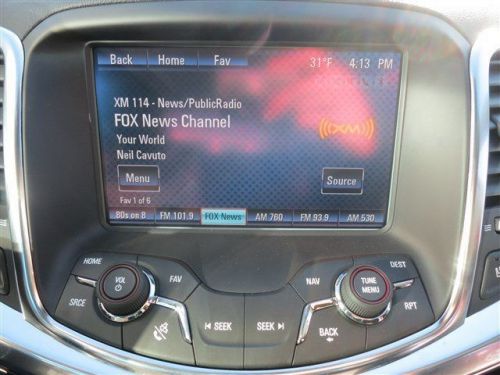 Back Home Fav 31°F 4:13 PM
XM 114 - News/PublicRadio
FOX News Channel
Your World
Neil Cavuto
((XM))
Menu Source
Fav 1 of 6
80s on 8 FM 101.9 FOX News AM 760 FM 93.9 AM 530
HOME FAV NAV DEST
VOL TUNE MENU
SRCE SEEK SEEK BACK RPT